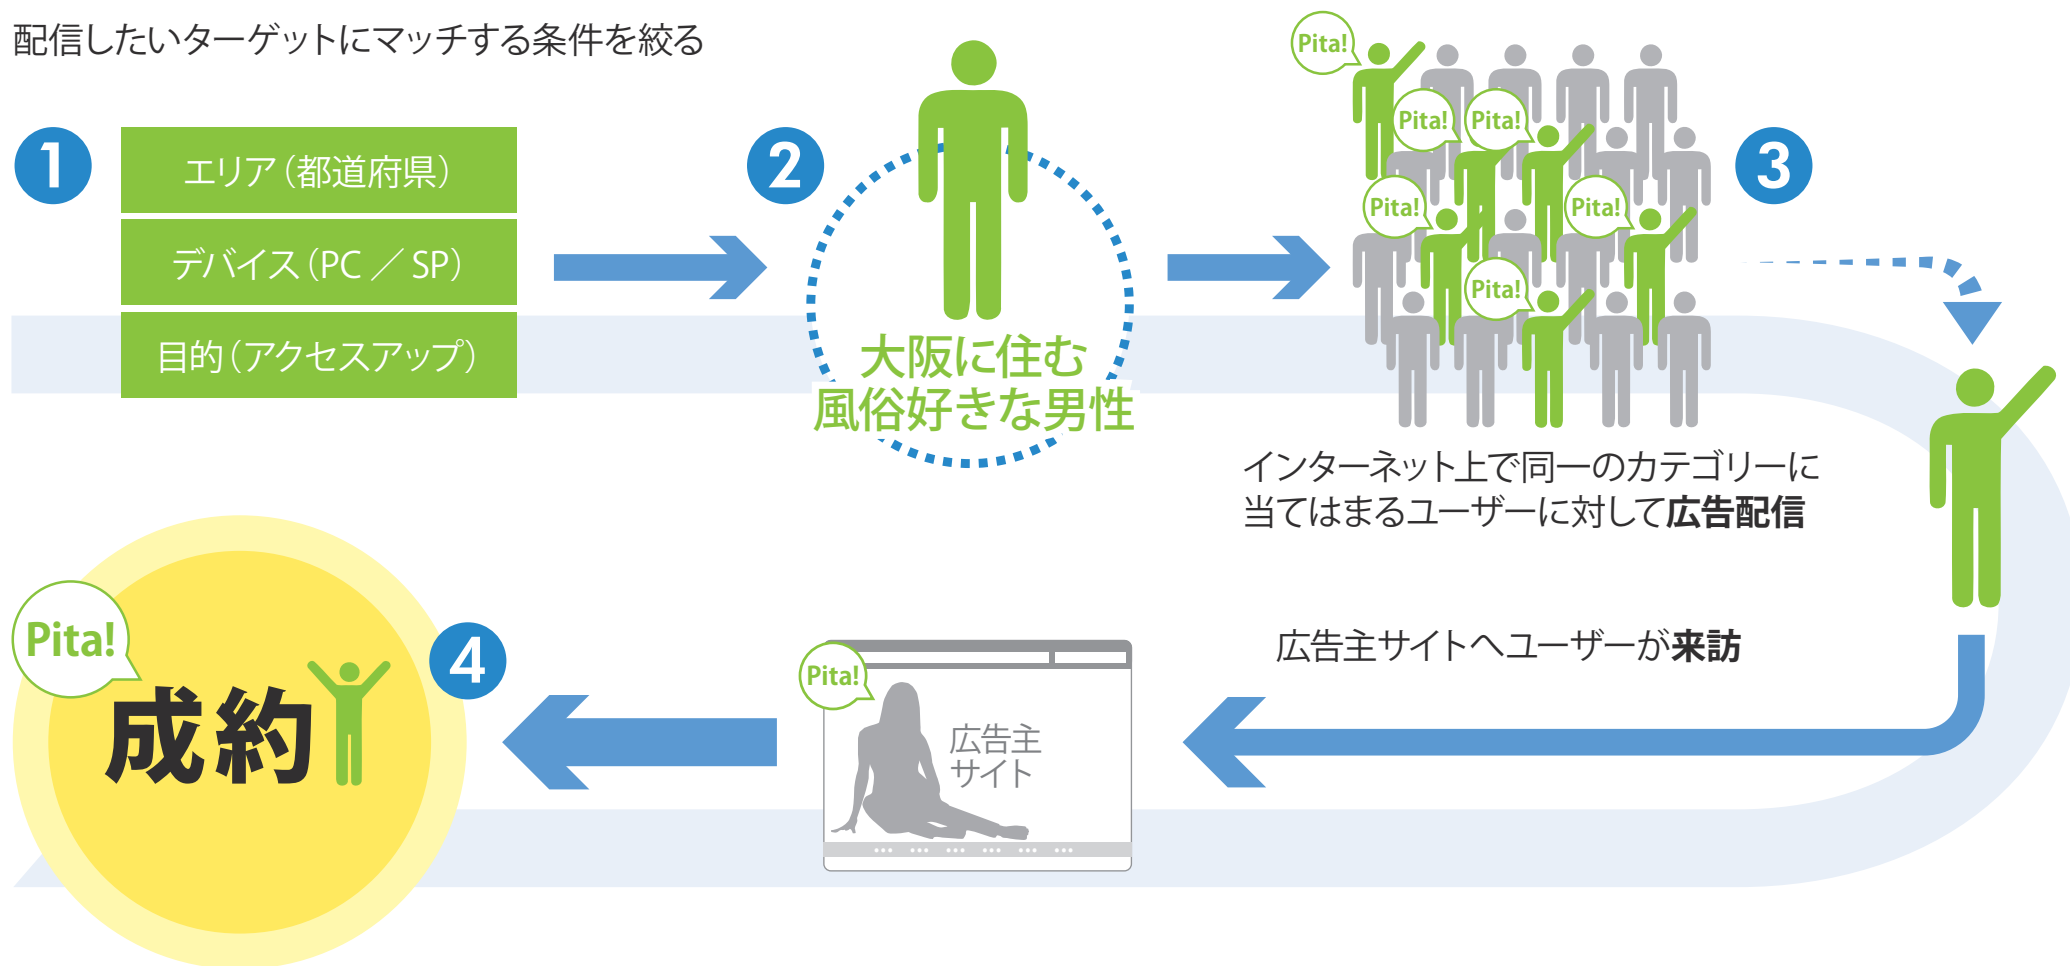 配信したいターゲットにマッチする条件を絞る
1
エリア（都道府県）
デバイス（PC ／ SP）
目的（アクセスアップ）
2
大阪に住む
風俗好きな男性
Pita!
Pita!
Pita!
Pita!
Pita!
Pita!
3
インターネット上で同一のカテゴリーに
当てはまるユーザーに対して広告配信
広告主サイトへユーザーが来訪
Pita!
広告主
サイト
4
Pita!
成約